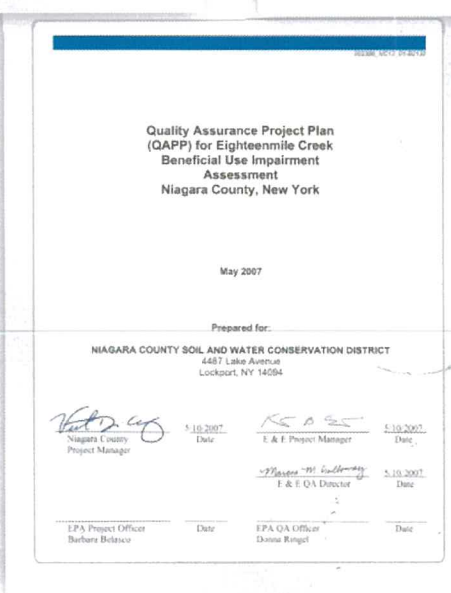 Quality Assurance Project Plan
(QAPP) for Eighteenmile Creek
Beneficial Use Impairment
Assessment
Niagara County, New York
May 2007
Prepared for:
NIAGARA COUNTY SOIL AND WATER CONSERVATION DISTRICT
4487 Lake Avenue
Lockport, NY 14094
5-10-2007 5-10-2007
Niagara County Date E & E Project Manager Date
Project Manager
5-10-2007
E & E QA Director Date
EPA Project Officer Date EPA QA Officer Date
Barbara Belasco Donna Ringel